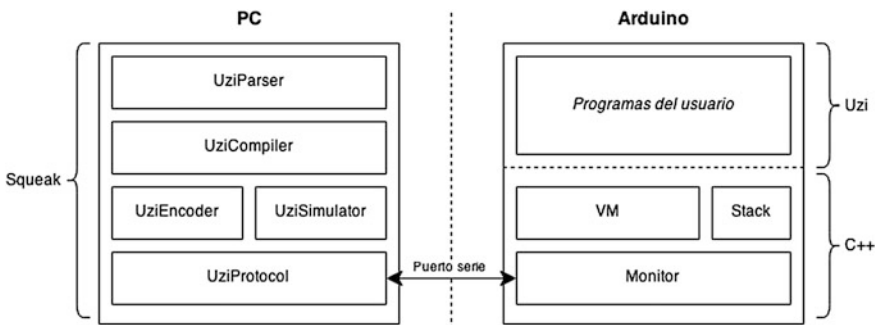 PC
Arduino
UziParser
UziCompiler
UziEncoder
UziSimulator
UziProtocol
Squeak
Puerto serie
Programas del usuario
VM
Stack
Monitor
Uzi
C++